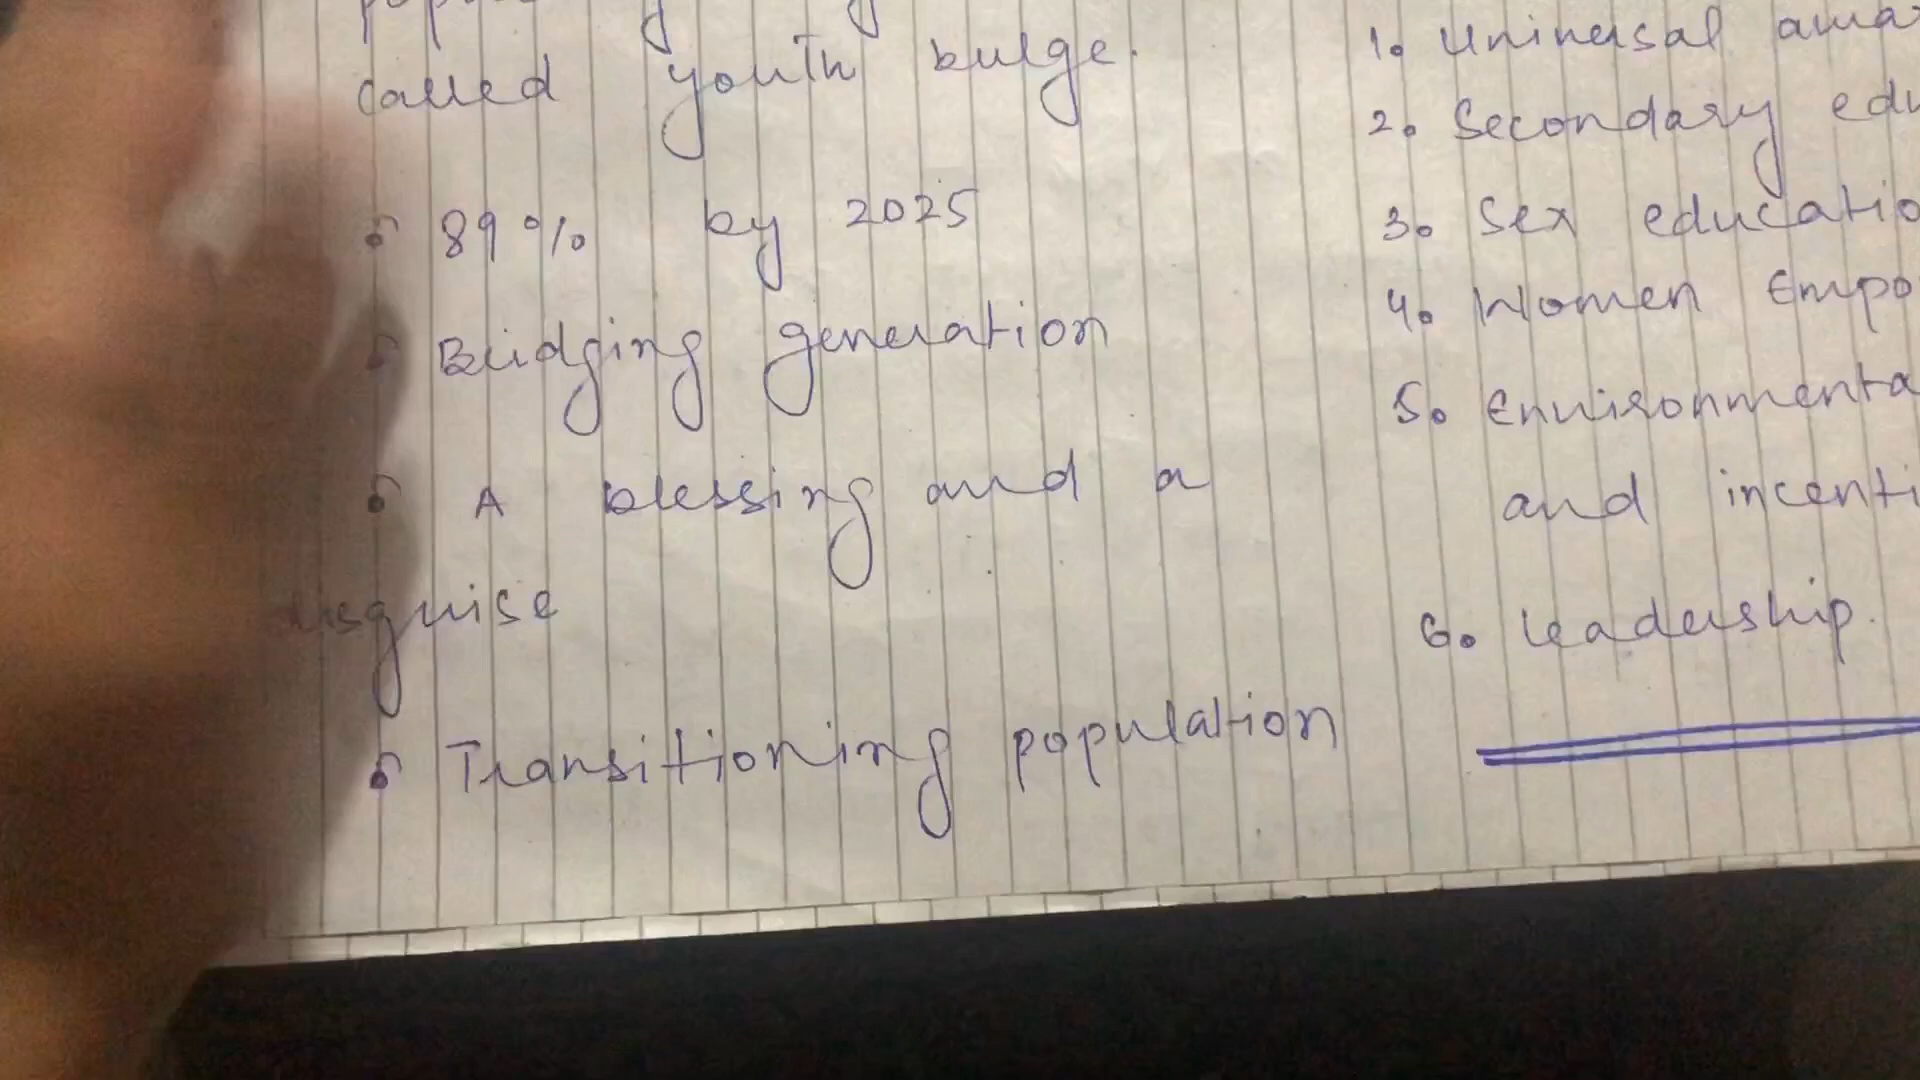 called youth bulge.
89% by 2025
Bridging generation
A blessing and a
disguise
Transitioning population
1. Universal
2. Secondary
3. Sex
4. Women
5.
and
6. leadership.